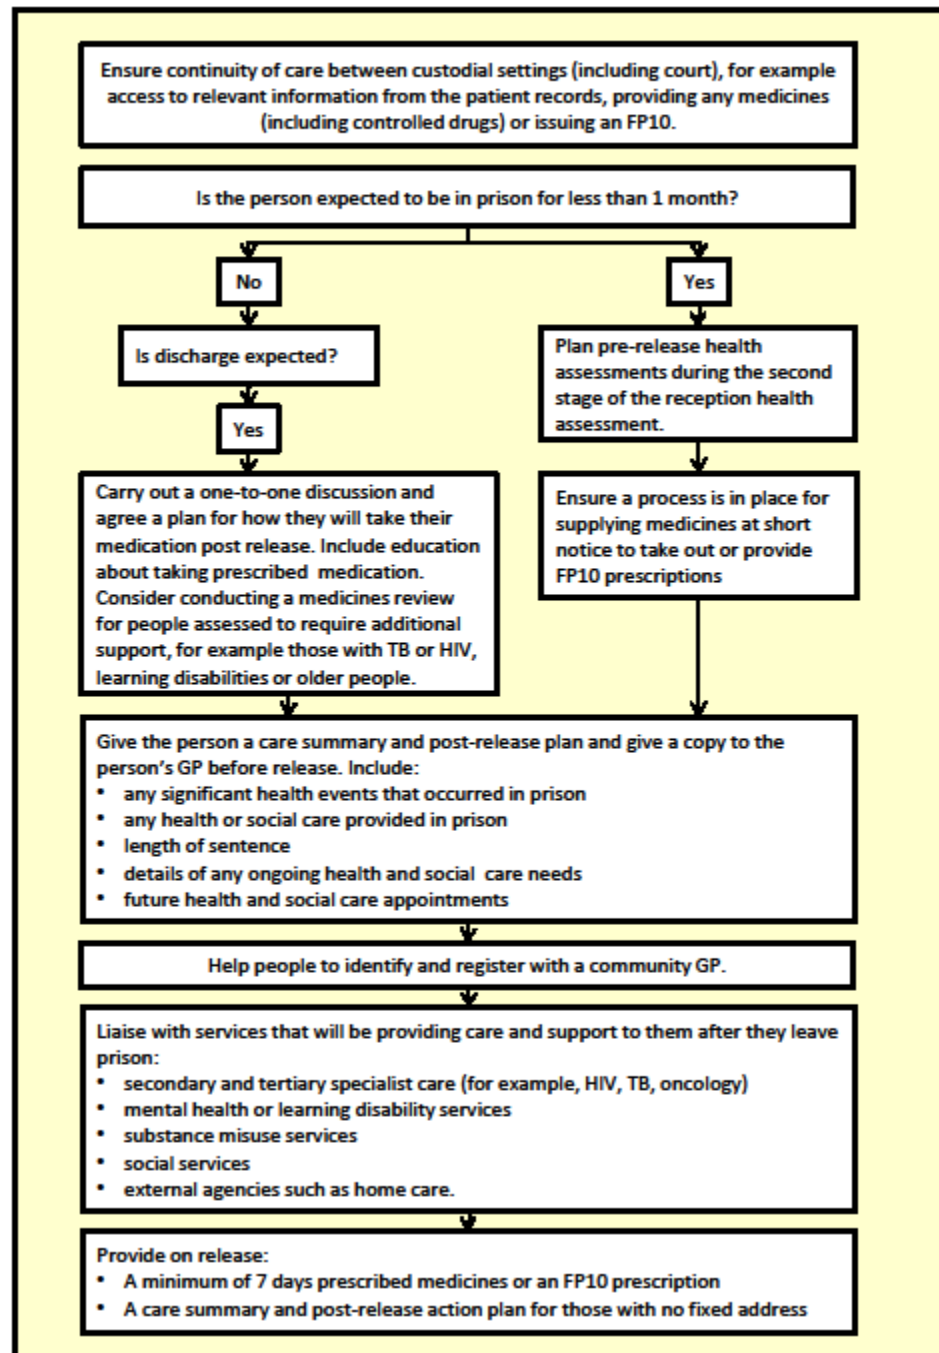 Ensure continuity of care between custodial settings (including court), for example
access to relevant information from the patient records, providing any medicines
(including controlled drugs) or issuing an FP10.
Is the person expected to be in prison for less than 1 month?
No
Yes
Is discharge expected?
Yes
Plan pre-release health
assessments during the second
stage of the reception health
assessment.
Carry out a one-to-one discussion and
agree a plan for how they will take their
medication post release. Include education
about taking prescribed medication.
Consider conducting a medicines review
for people assessed to require additional
support, for example those with TB or HIV,
learning disabilities or older people.
Ensure a process is in place for
supplying medicines at short
notice to take out or provide
FP10 prescriptions
Give the person a care summary and post-release plan and give a copy to the
person's GP before release. Include:
• any significant health events that occurred in prison
• any health or social care provided in prison
• length of sentence
• details of any ongoing health and social care needs
• future health and social care appointments
Help people to identify and register with a community GP.
Liaise with services that will be providing care and support to them after they leave
prison:
• secondary and tertiary specialist care (for example, HIV, TB, oncology)
• mental health or learning disability services
• substance misuse services
• social services
• external agencies such as home care.
Provide on release:
• A minimum of 7 days prescribed medicines or an FP10 prescription
• A care summary and post-release action plan for those with no fixed address